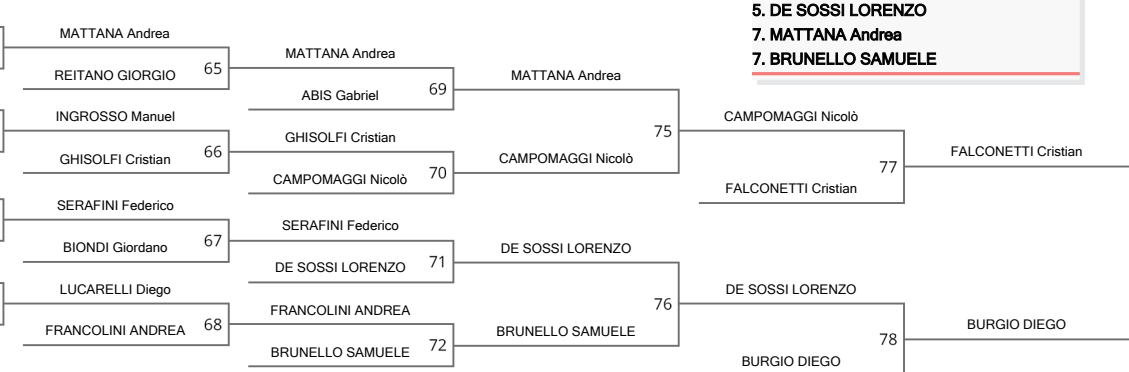 5. DE SOSSI LORENZO
7. MATTANA Andrea
7. BRUNELLO SAMUELE
MATTANA Andrea
REITANO GIORGIO
65
INGROSSO Manuel
GHISOLFI Cristian
66
SERAFINI Federico
BIONDI Giordano
67
LUCARELLI Diego
FRANCOLINI ANDREA
68
MATTANA Andrea
ABIS Gabriel
69
GHISOLFI Cristian
CAMPOMAGGI Nicolò
70
SERAFINI Federico
DE SOSSI LORENZO
71
FRANCOLINI ANDREA
BRUNELLO SAMUELE
72
MATTANA Andrea
CAMPOMAGGI Nicolò
75
DE SOSSI LORENZO
BRUNELLO SAMUELE
76
CAMPOMAGGI Nicolò
FALCONETTI Cristian
77
DE SOSSI LORENZO
BURGIO DIEGO
78
FALCONETTI Cristian
BURGIO DIEGO